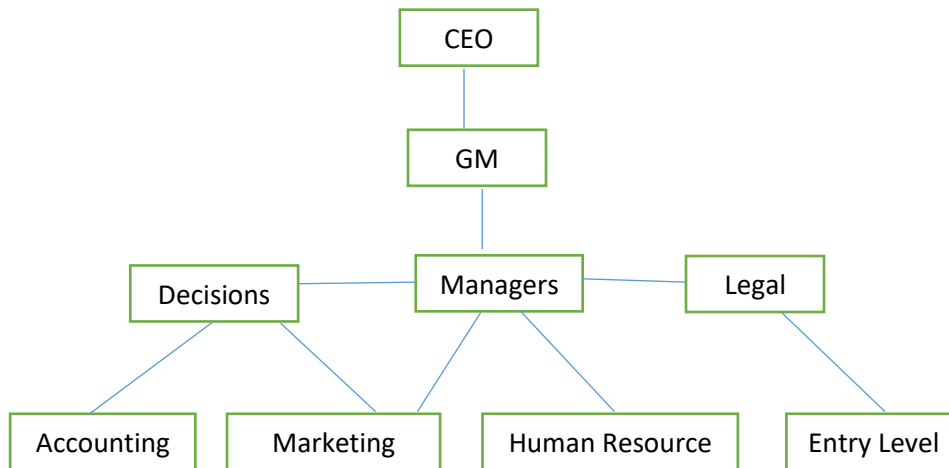 CEO
GM
Decisions
Managers
Legal
Accounting
Marketing
Human Resource
Entry Level